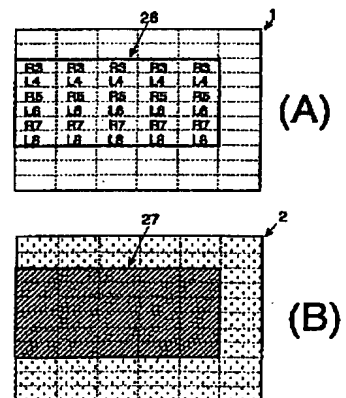 26
1
R3 R3 R3 R3 R3
L4 L4 L4 L4 L4
R5 R5 R5 R5 R5
L6 L6 L6 L6 L6
R7 R7 R7 R7 R7
L8 L8 L8 L8 L8
(A)
27
2
(B)